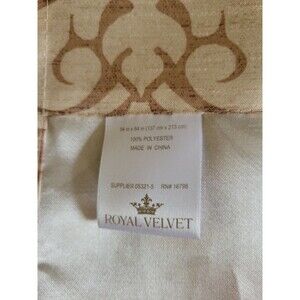 54 in x 84 in (137 cm x 213 cm)
100% POLYESTER
MADE IN CHINA
SUPPLIER 05321-5 RN# 16798
ROYAL VELVET